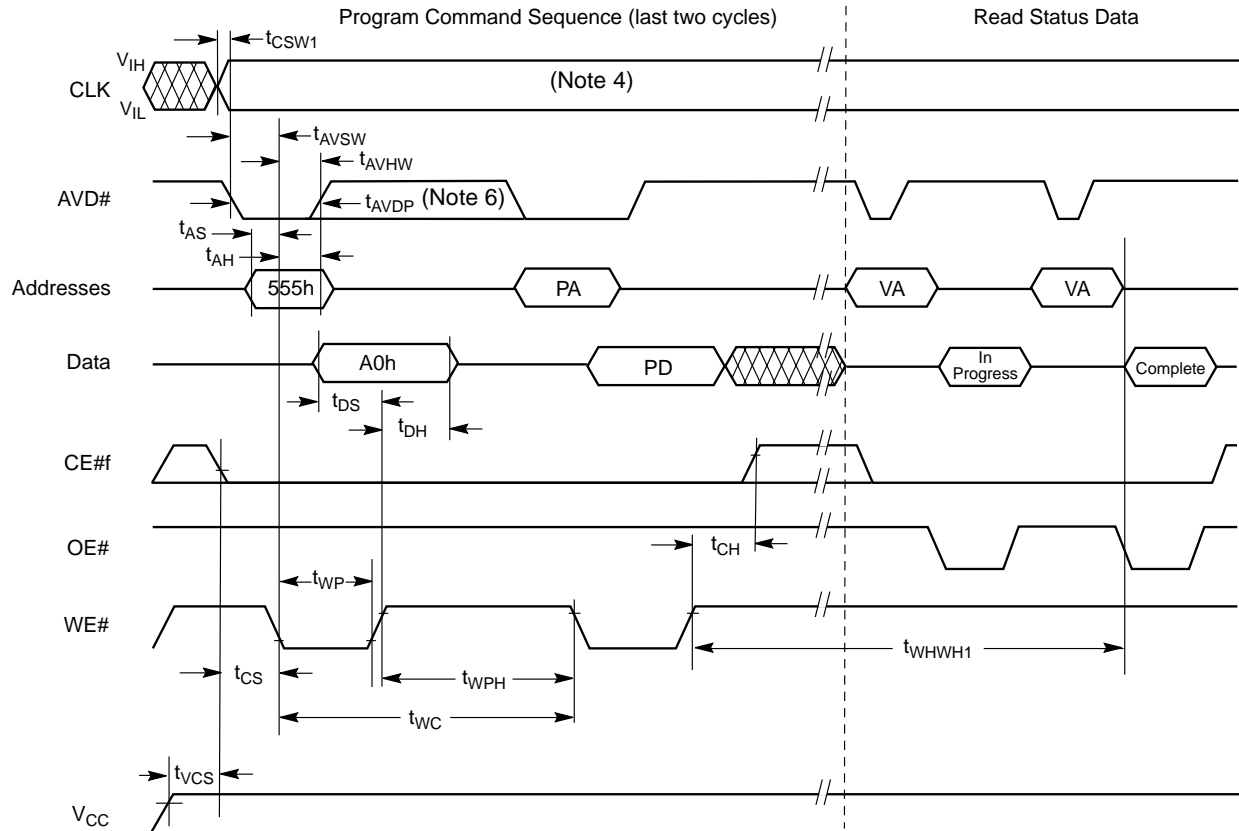 Program Command Sequence (last two cycles)
Read Status Data
tCSW1
VIH
CLK
(Note 4)
VIL
tAVSW
tAVHW
AVD#
tAVDP (Note 6)
tAS
tAH
Addresses
555h
PA
VA
VA
Data
A0h
PD
In
Progress
Complete
tDS
tDH
CE#f
OE#
tCH
tWP
WE#
tWHWH1
tCS
tWPH
tWC
tVCS
VCC